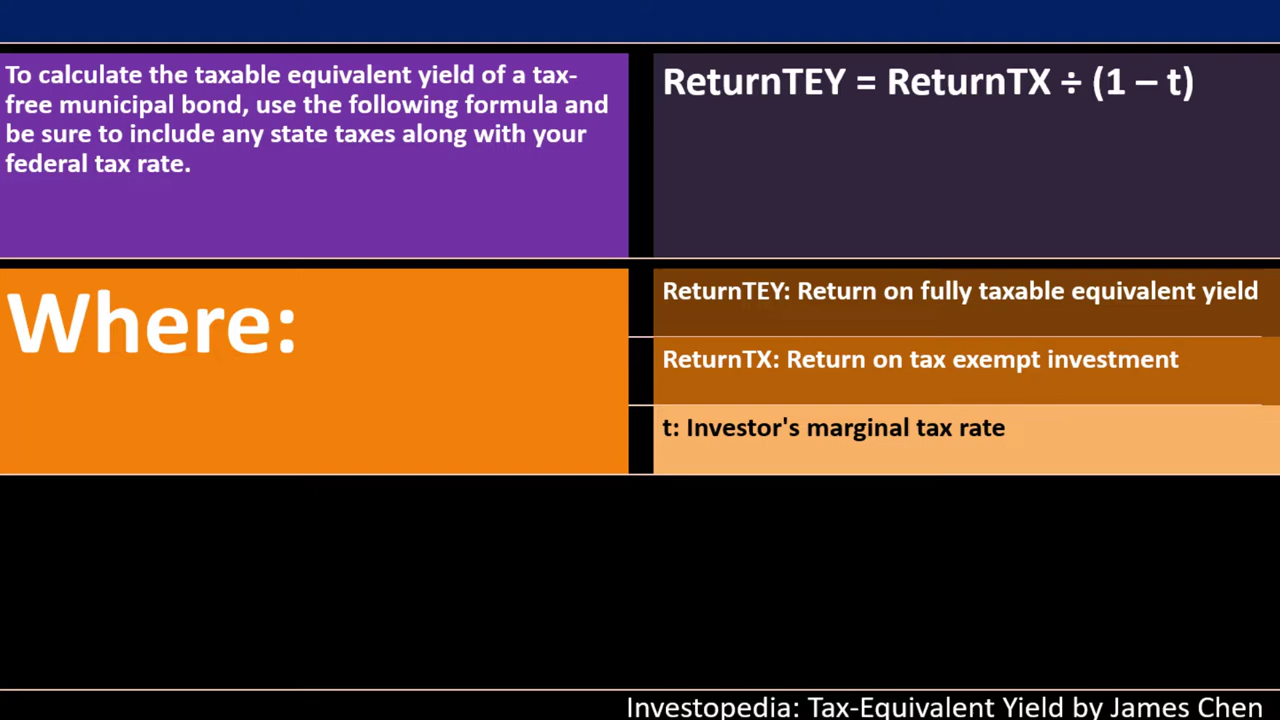 To calculate the taxable equivalent yield of a tax-
free municipal bond, use the following formula and
be sure to include any state taxes along with your
federal tax rate.
ReturnTEY = ReturnTX ÷ (1 – t)
Where:
ReturnTEY: Return on fully taxable equivalent yield
ReturnTX: Return on tax exempt investment
t: Investor's marginal tax rate
Investopedia: Tax-Equivalent Yield by James Chen